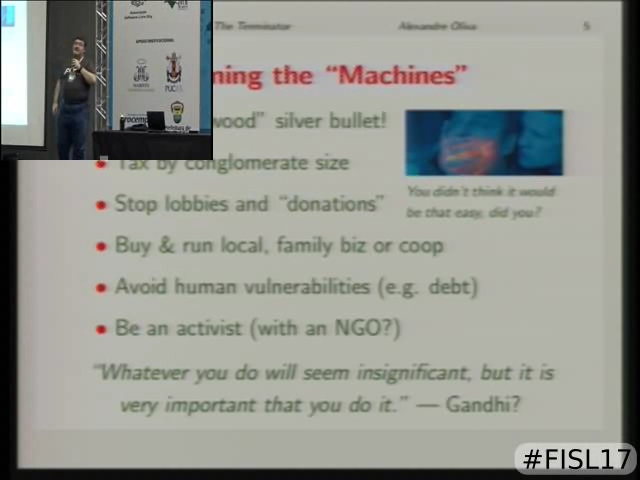 The Terminator
Alexandre Oliva
5
ming the “Machines”
wood” silver bullet!
Tax by conglomerate size
Stop lobbies and “donations”
Buy & run local, family biz or coop
Avoid human vulnerabilities (e.g. debt)
Be an activist (with an NGO?)
You didn't think it would
be that easy, did you?
“Whatever you do will seem insignificant, but it is
very important that you do it.” — Gandhi?
APOIO INSTITUCIONAL
#FISL17